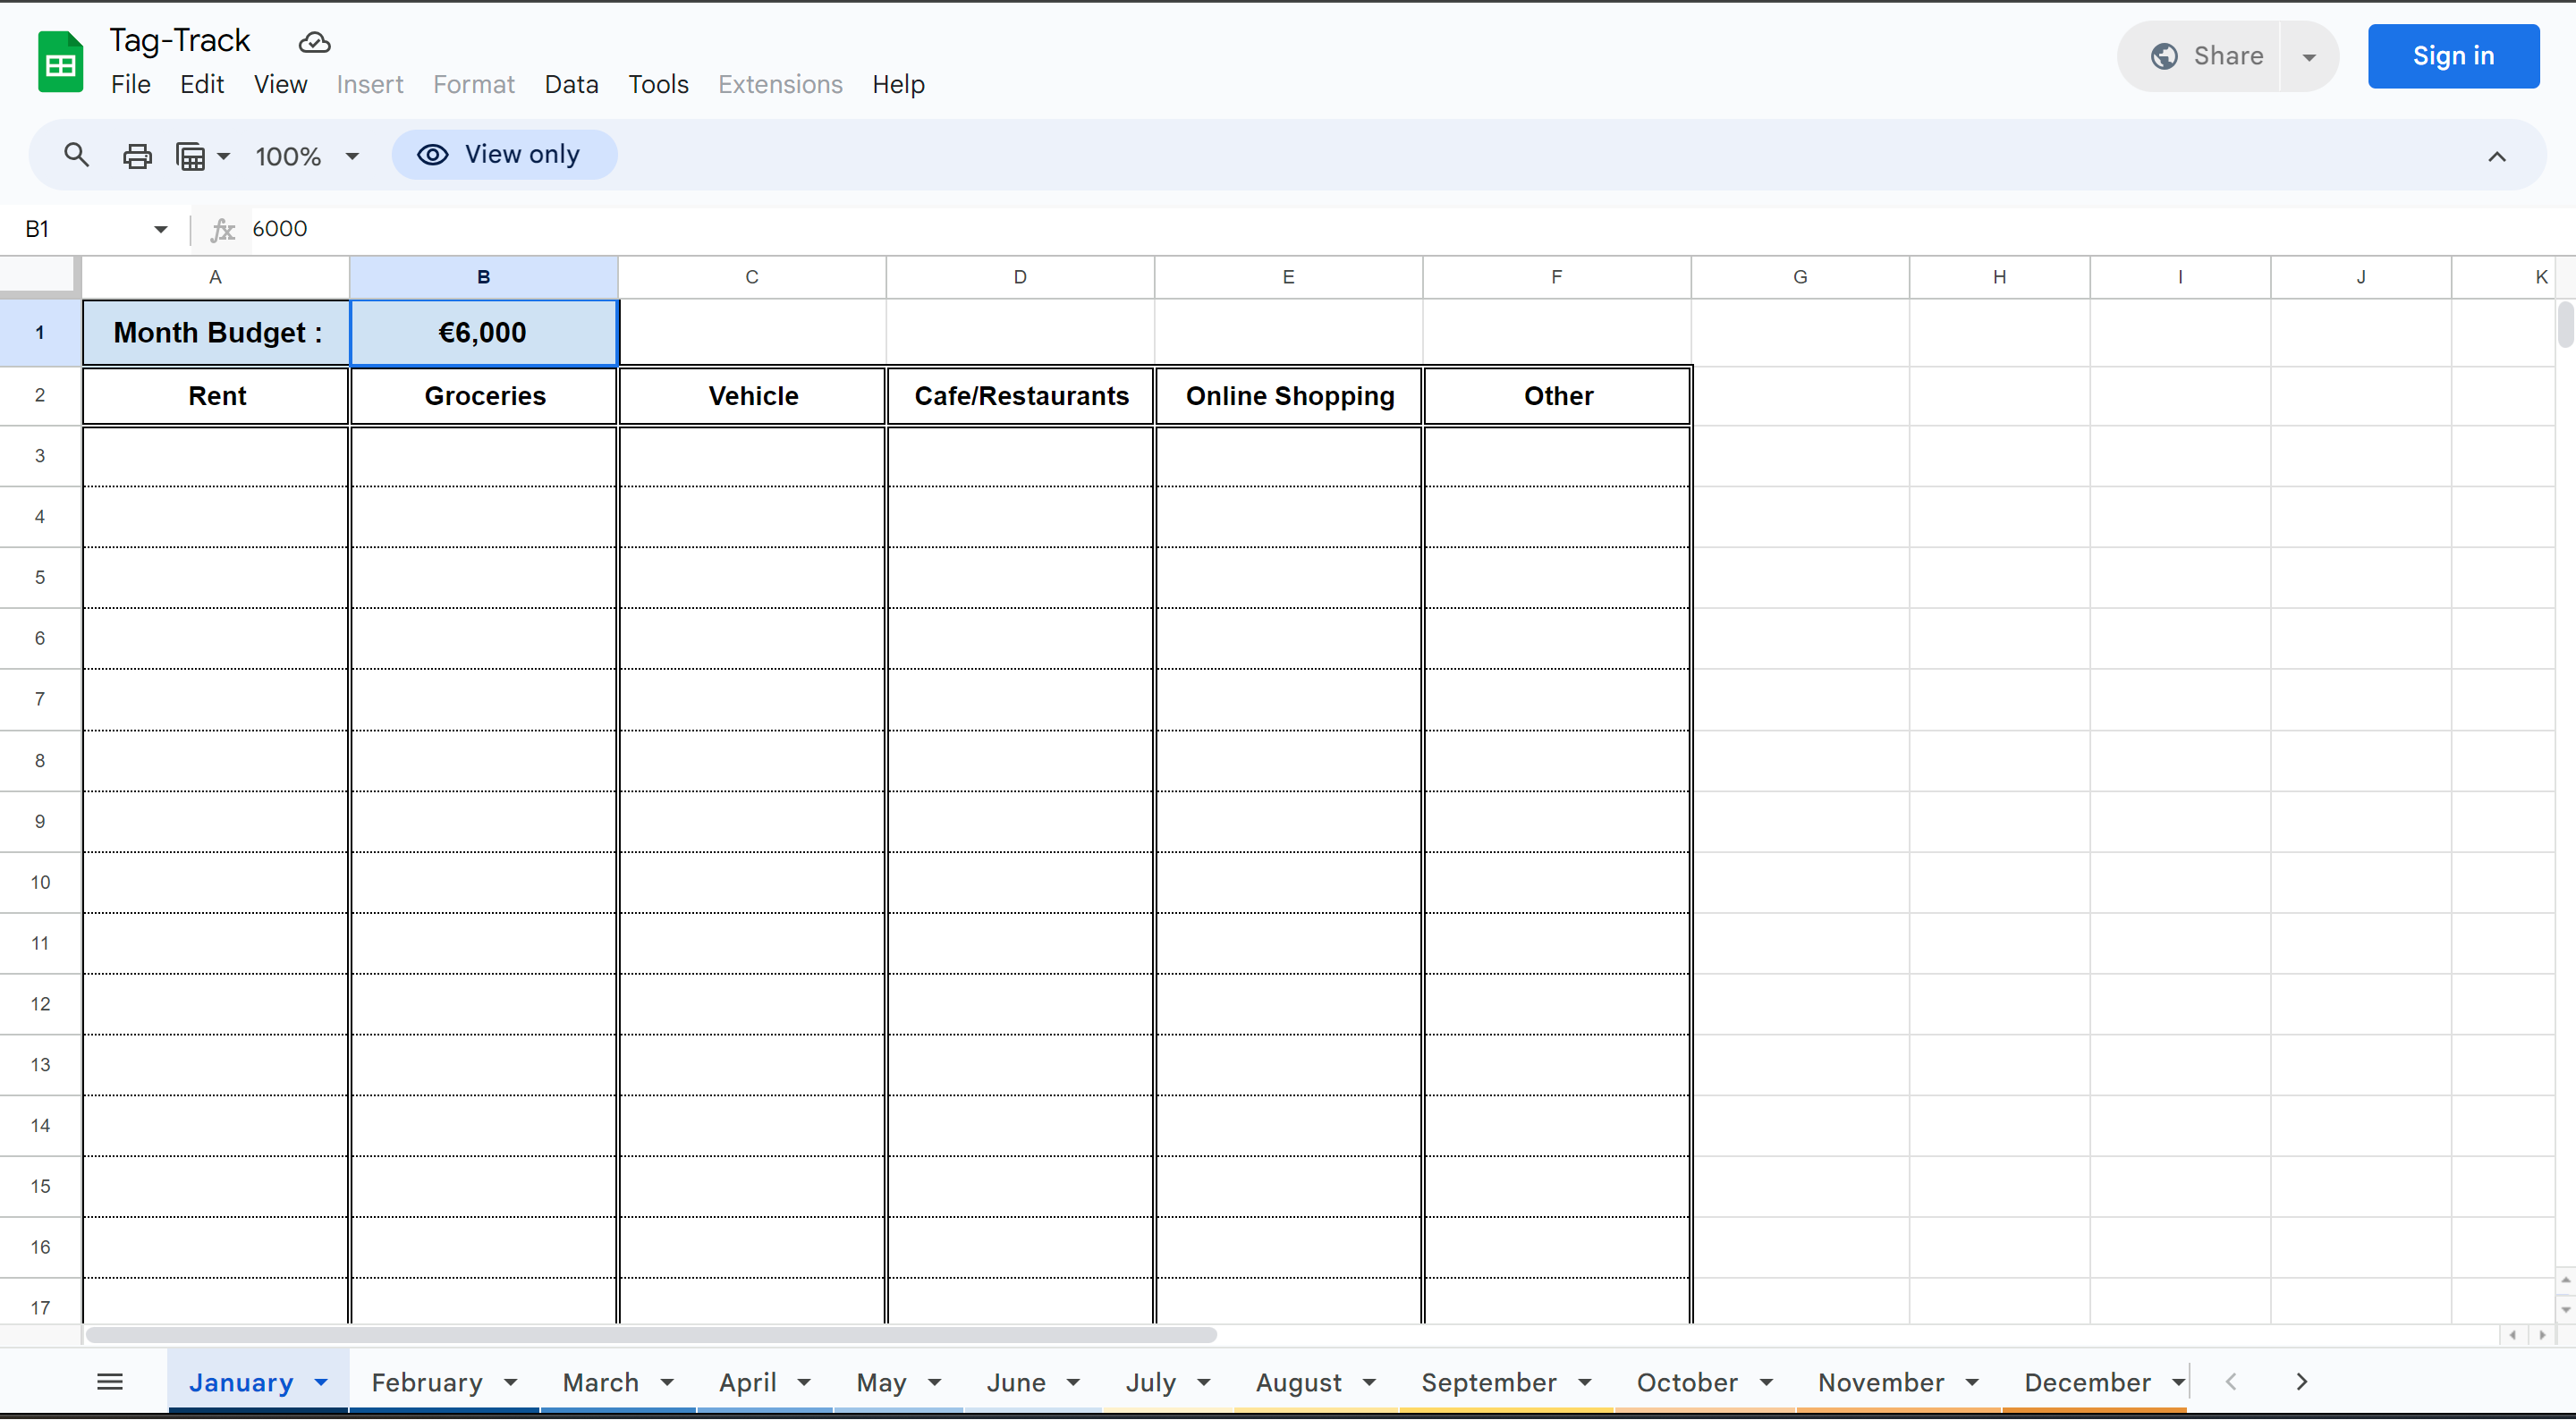 Tag-Track
File Edit View Insert Format Data Tools Extensions Help
Share
Sign in
100%
View only
B1
fx
6000
A B C D E F G H I J K
1 Month Budget : €6,000
2 Rent Groceries Vehicle Cafe/Restaurants Online Shopping Other
3
4
5
6
7
8
9
10
11
12
13
14
15
16
17
January February March April May June July August September October November December